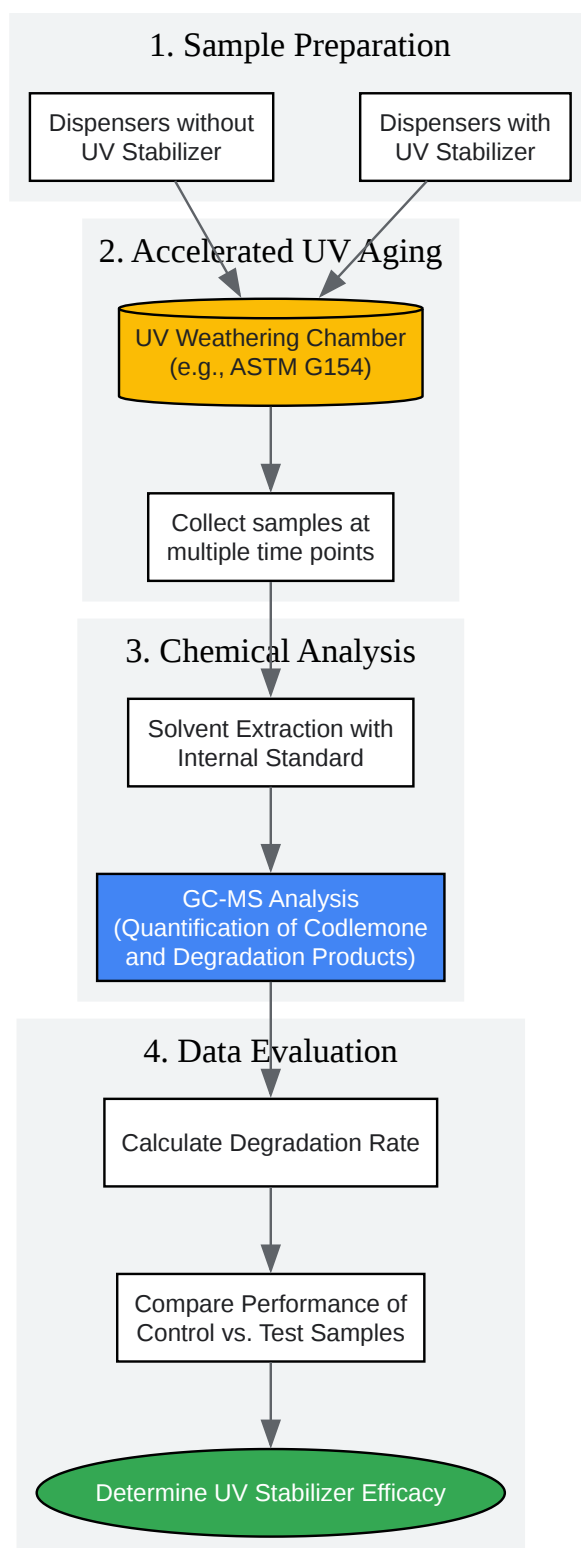 1. Sample Preparation
Dispensers without
UV Stabilizer
Dispensers with
UV Stabilizer
2. Accelerated UV Aging
UV Weathering Chamber
(e.g., ASTM G154)
Collect samples at
multiple time points
3. Chemical Analysis
Solvent Extraction with
Internal Standard
GC-MS Analysis
(Quantification of Codlemone
and Degradation Products)
4. Data Evaluation
Calculate Degradation Rate
Compare Performance of
Control vs. Test Samples
Determine UV Stabilizer Efficacy